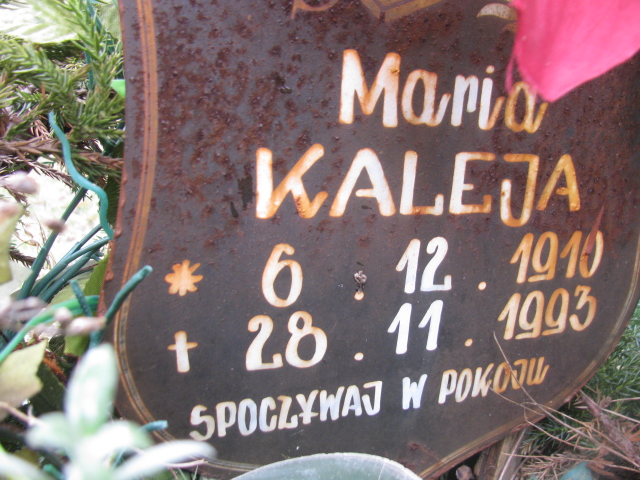 Maria
KALEJA
* 6 . 12 . 1910
† 28 . 11 . 1993
SPOCZYWAJ W POKOJU